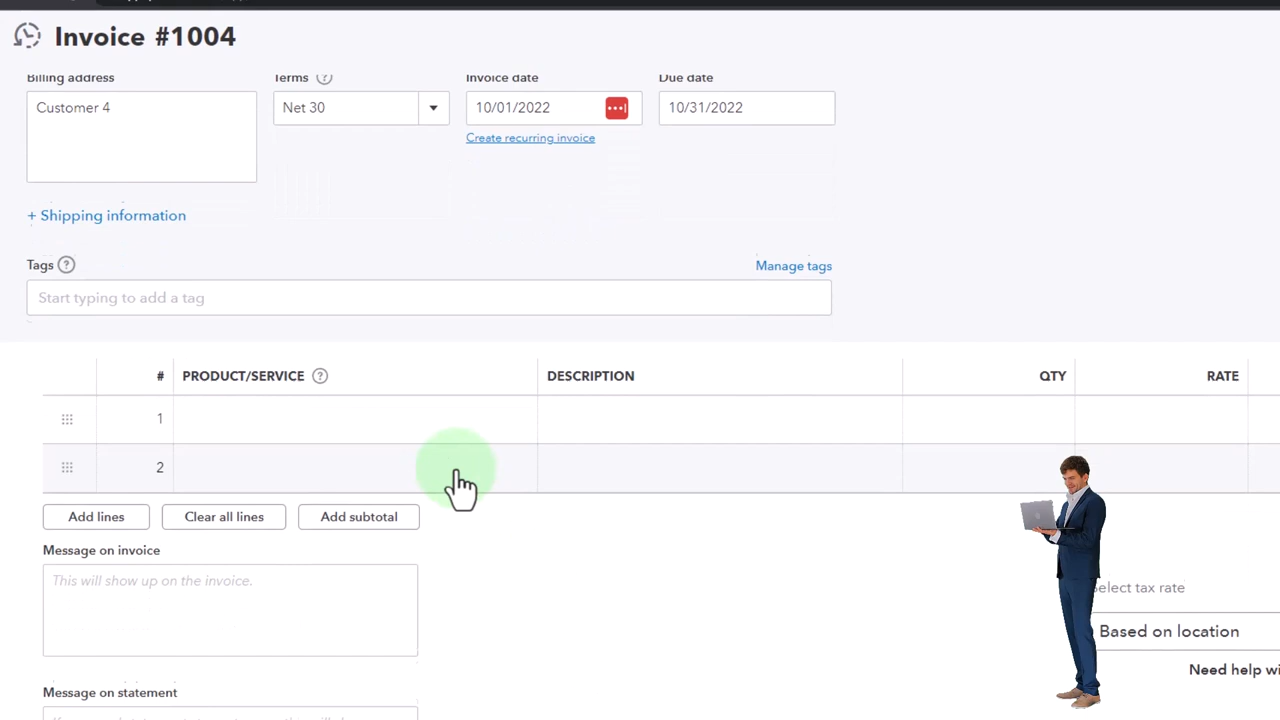 Invoice #1004
Billing address Terms ? Invoice date Due date
Customer 4 Net 30 10/01/2022 10/31/2022
Create recurring invoice
+ Shipping information
Tags ? Manage tags
Start typing to add a tag
# PRODUCT/SERVICE ? DESCRIPTION QTY RATE
1
2
Add lines Clear all lines Add subtotal
Message on invoice
This will show up on the invoice.
Select tax rate
Based on location
Need help wi
Message on statement